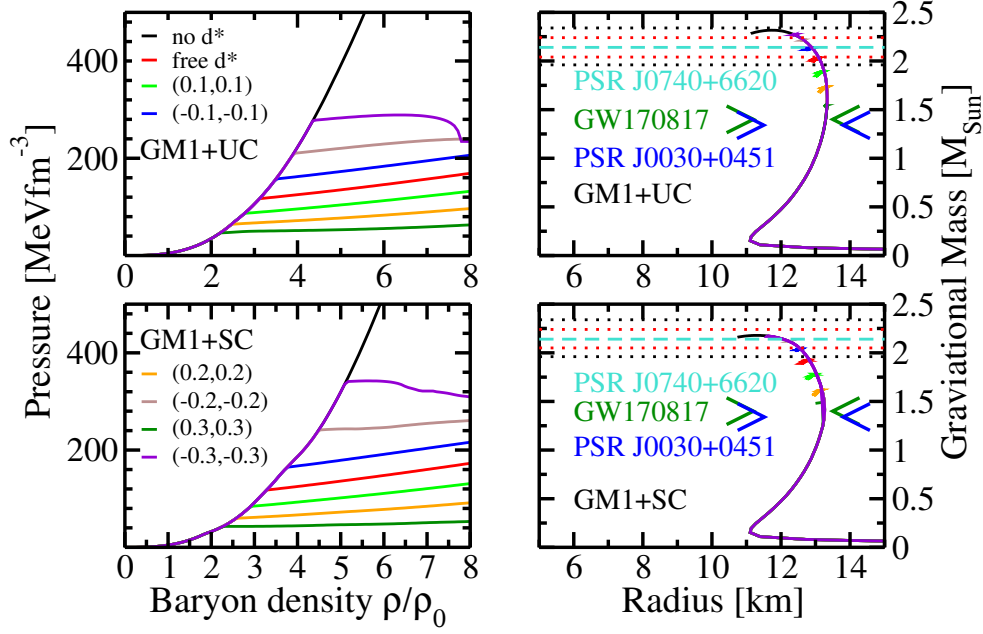 Pressure [MeVfm⁻³]
400
200
0
no d*
free d*
(0.1,0.1)
(-0.1,-0.1)
GM1+UC
0 2 4 6 8
2.5
2
1.5
1
0.5
0
PSR J0740+6620
GW170817
PSR J0030+0451
GM1+UC
6 8 10 12 14
400
200
0
GM1+SC
(0.2,0.2)
(-0.2,-0.2)
(0.3,0.3)
(-0.3,-0.3)
0 1 2 3 4 5 6 7 8
Baryon density ρ/ρ₀
2.5
2
1.5
1
0.5
0
PSR J0740+6620
GW170817
PSR J0030+0451
GM1+SC
6 8 10 12 14
Radius [km]
Graviational Mass [M_Sun]